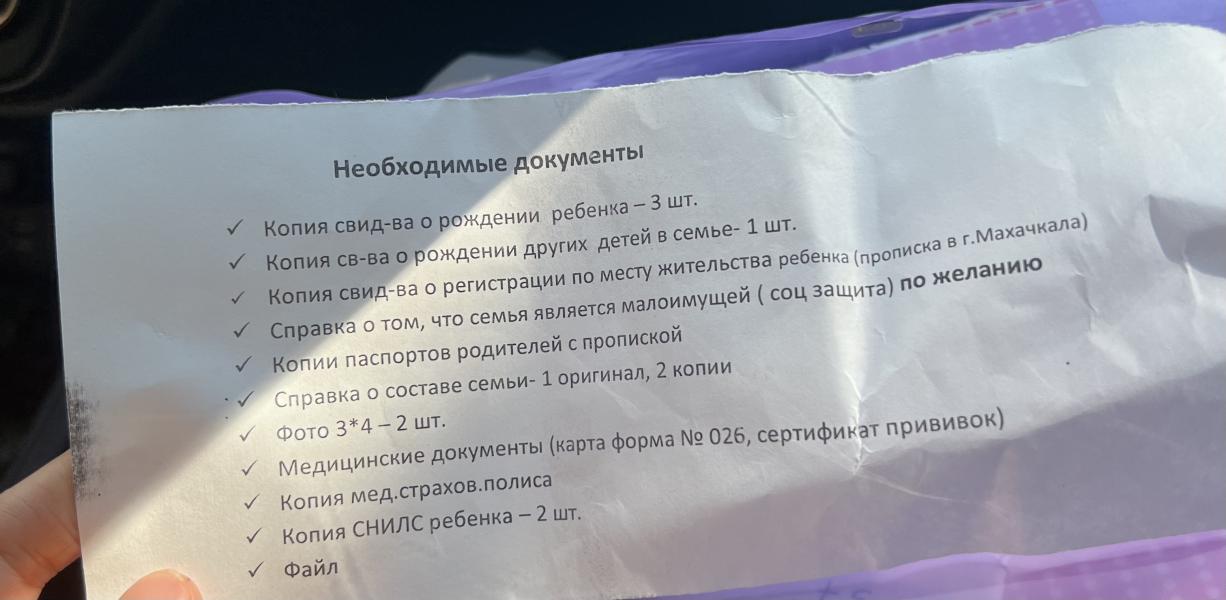 Необходимые документы
✓ Копия свид-ва о рождении ребенка – 3 шт.
✓ Копия св-ва о рождении других детей в семье- 1 шт.
✓ Копия свид-ва о регистрации по месту жительства ребенка (прописка в г.Махачкала)
✓ Справка о том, что семья является малоимущей ( соц защита) по желанию
✓ Копии паспортов родителей с пропиской
✓ Справка о составе семьи- 1 оригинал, 2 копии
✓ Фото 3*4 – 2 шт.
✓ Медицинские документы (карта форма № 026, сертификат прививок)
✓ Копия мед.страхов.полиса
✓ Копия СНИЛС ребенка – 2 шт.
✓ Файл